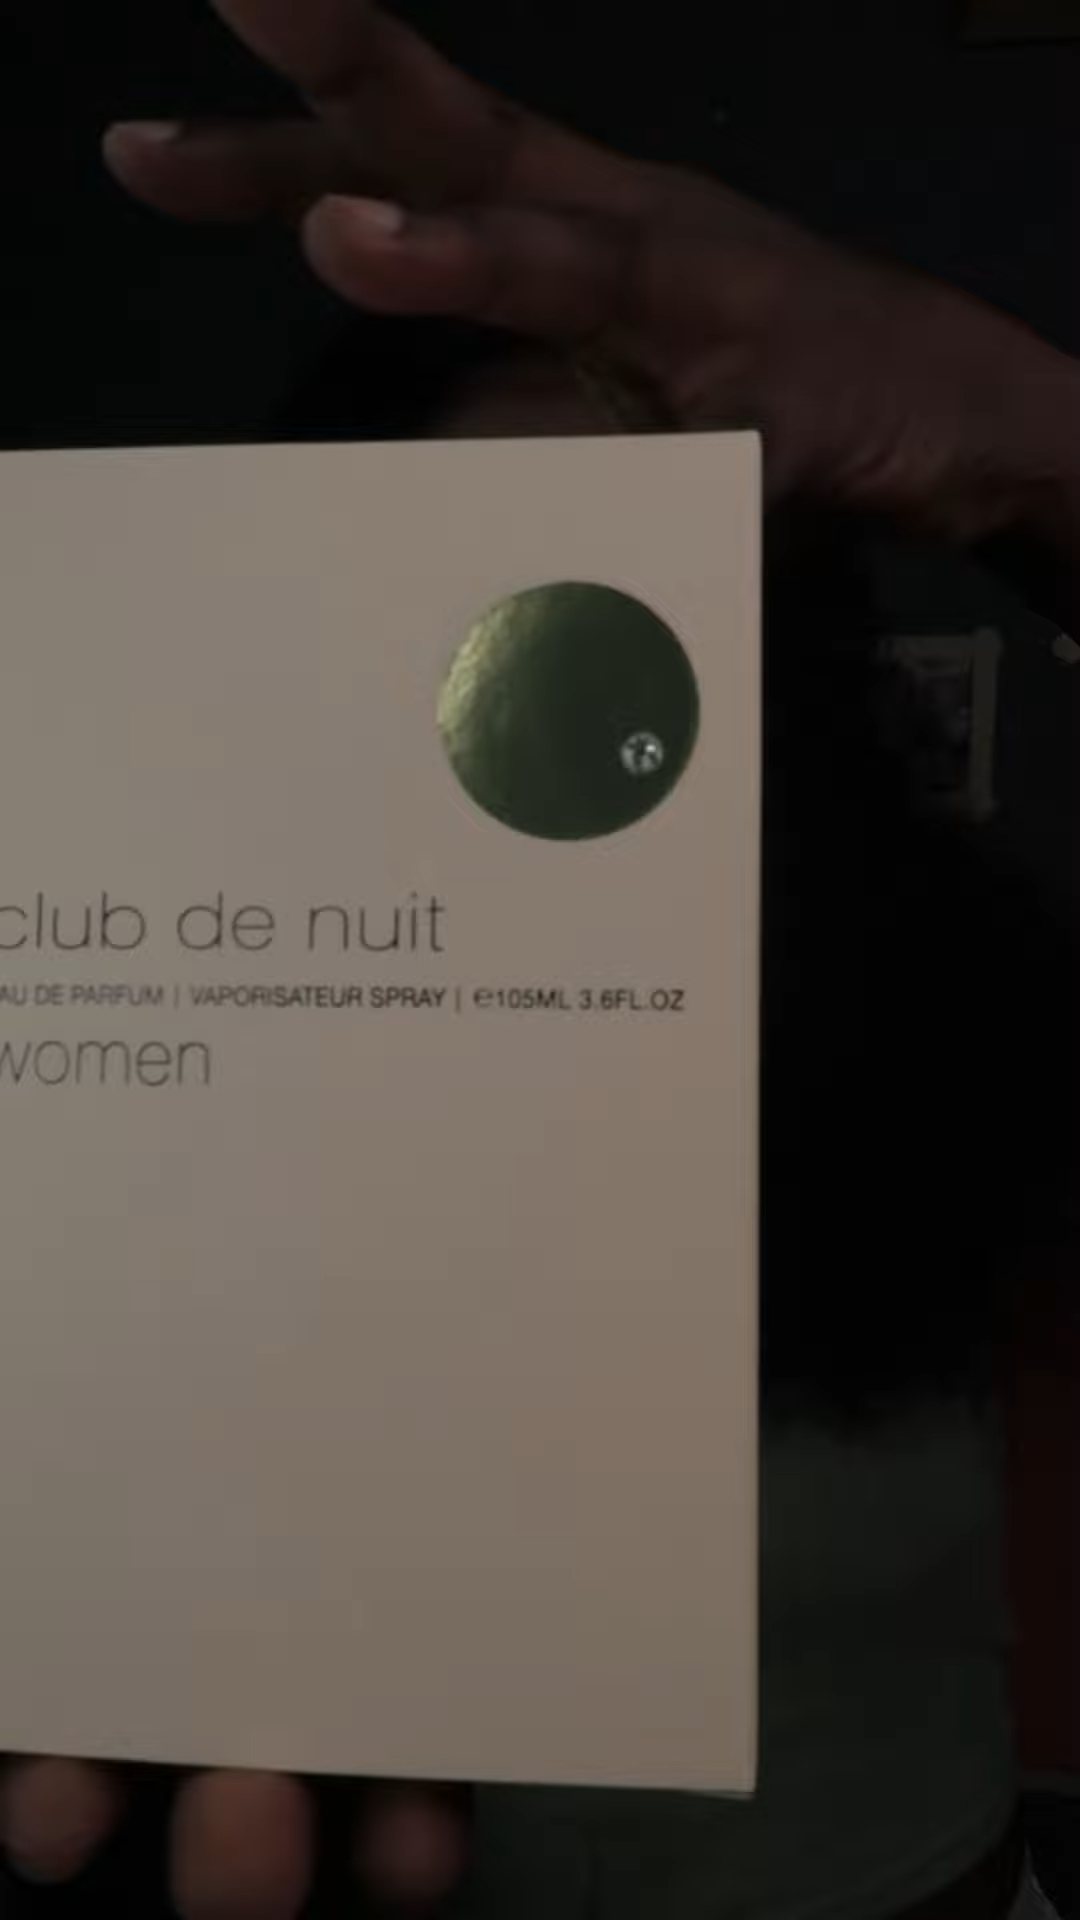 club de nuit
AU DE PARFUM | VAPORISATEUR SPRAY | ℮105ML 3.6FL.OZ
women